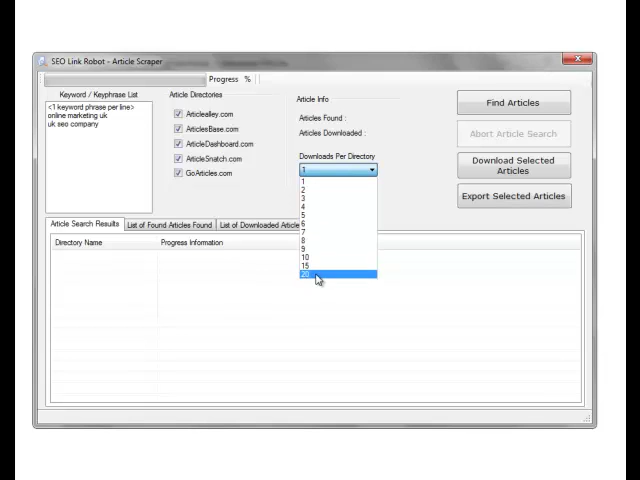 SEO Link Robot - Article Scraper
Progress %
Keyword / Keyphrase List
<1 keyword phrase per line>
online marketing uk
uk seo company
Article Directories
Articlealley.com
ArticlesBase.com
ArticleDashboard.com
ArticleSnatch.com
GoArticles.com
Article Info
Articles Found :
Articles Downloaded :
Downloads Per Directory
1
1
2
3
4
5
6
7
8
9
10
15
20
Find Articles
Abort Article Search
Download Selected
Articles
Export Selected Articles
Article Search Results
List of Found Articles Found
List of Downloaded Article
Directory Name
Progress Information